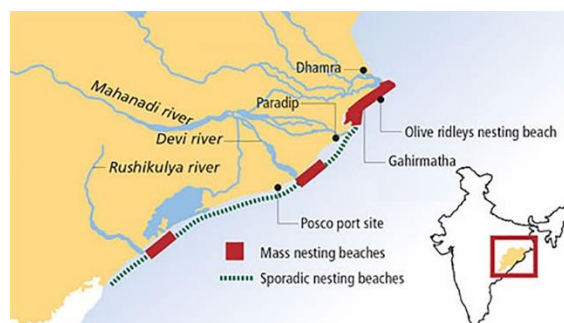 Dhamra
Mahanadi river
Paradip
Devi river
Olive ridleys nesting beach
Rushikulya river
Gahirmatha
Posco port site
Mass nesting beaches
Sporadic nesting beaches